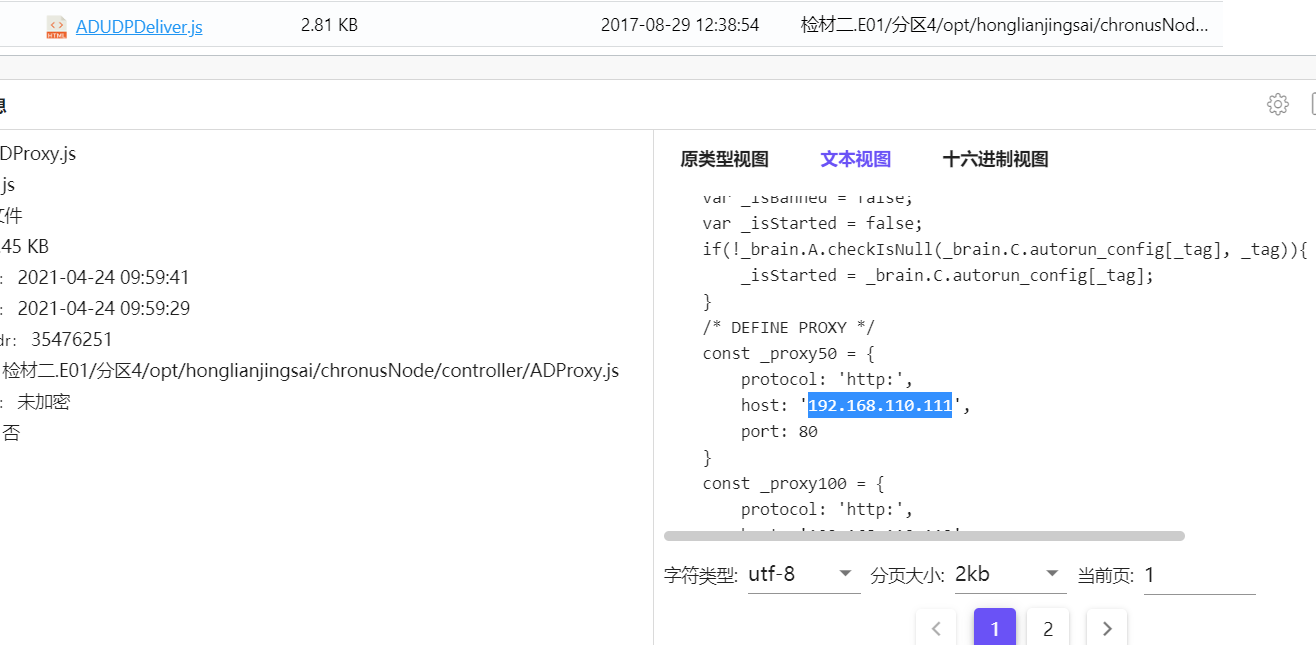 ADUDPDeliver.js 2.81 KB 2017-08-29 12:38:54 检材二.E01/分区4/opt/honglianjingsai/chronusNod...
息
DProxy.js
js
文件
45 KB
: 2021-04-24 09:59:41
: 2021-04-24 09:59:29
dr: 35476251
检材二.E01/分区4/opt/honglianjingsai/chronusNode/controller/ADProxy.js
: 未加密
否
原类型视图 文本视图 十六进制视图
var _isBanned = false;
var _isStarted = false;
if(!_brain.A.checkIsNull(_brain.C.autorun_config[_tag], _tag)){
_isStarted = _brain.C.autorun_config[_tag];
}
/* DEFINE PROXY */
const _proxy50 = {
protocol: 'http:',
host: '192.168.110.111',
port: 80
}
const _proxy100 = {
protocol: 'http:',
字符类型: utf-8 分页大小: 2kb 当前页: 1
1 2